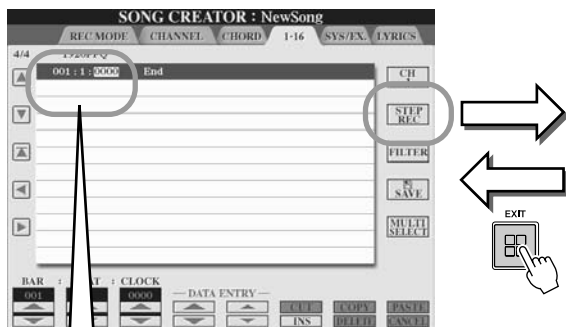 SONG CREATOR : NewSong
REC MODE CHANNEL CHORD 1-16 SYS/EX. LYRICS
4/4 1920PPQ
001 : 1 : 0000 End
CH
1
STEP
REC
FILTER
SAVE
MULTI
SELECT
EXIT
BAR : : CLOCK
001 0000
DATA ENTRY
CUT COPY PASTE
INS DELETE CANCEL